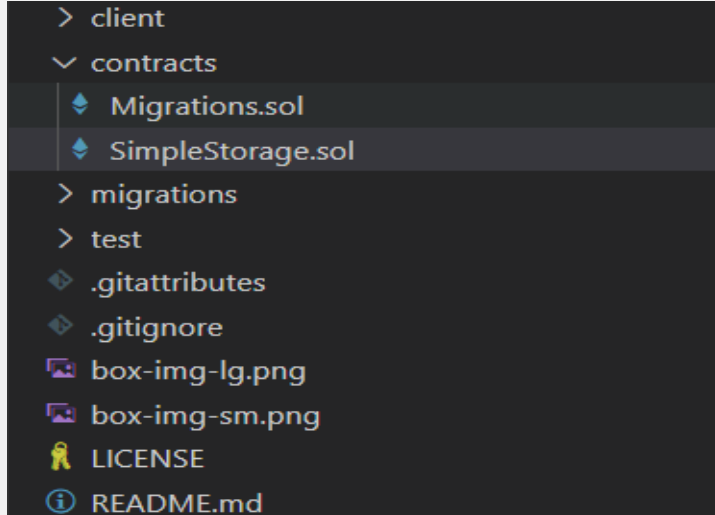 client
contracts
Migrations.sol
SimpleStorage.sol
migrations
test
.gitattributes
.gitignore
box-img-lg.png
box-img-sm.png
LICENSE
README.md